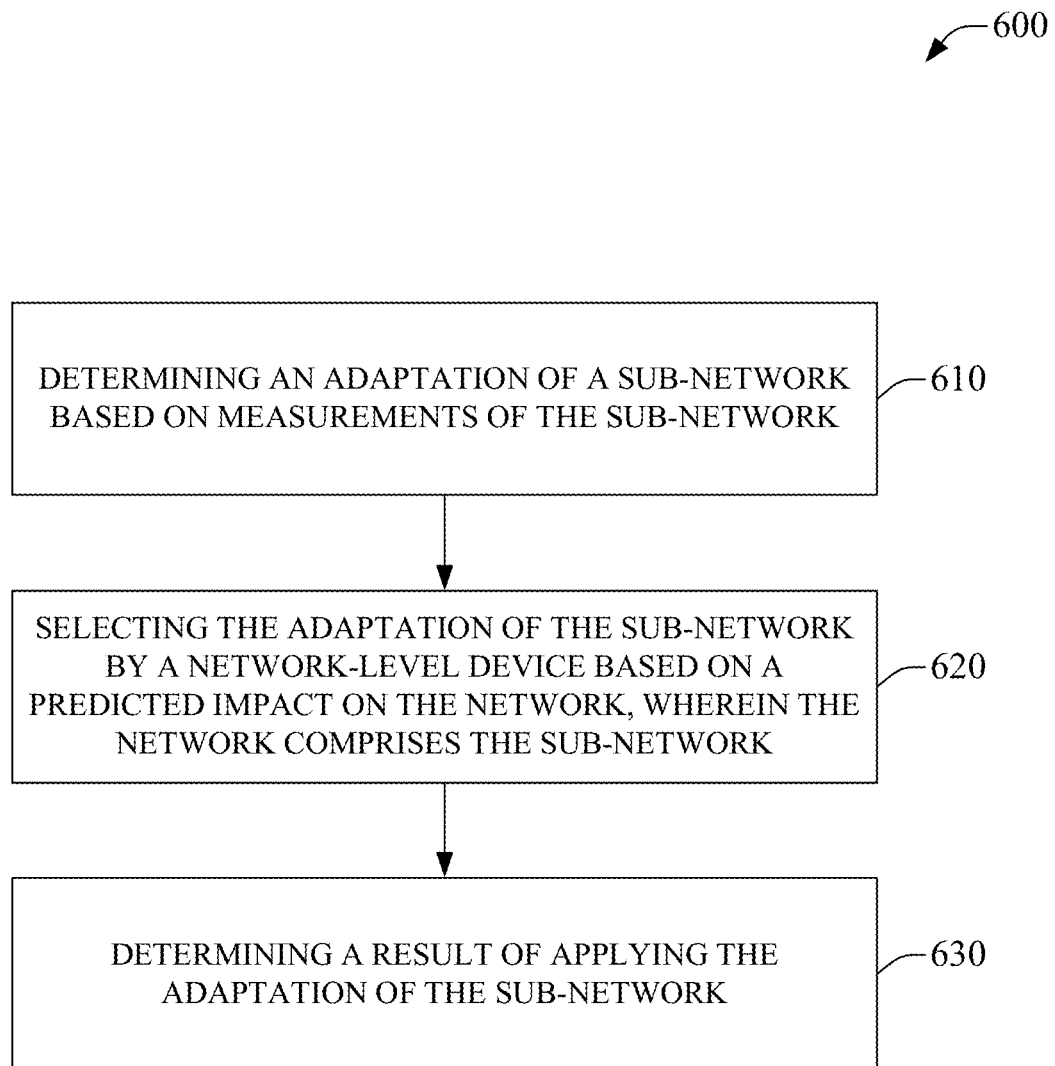 600
DETERMINING AN ADAPTATION OF A SUB-NETWORK
BASED ON MEASUREMENTS OF THE SUB-NETWORK
610
SELECTING THE ADAPTATION OF THE SUB-NETWORK
BY A NETWORK-LEVEL DEVICE BASED ON A
PREDICTED IMPACT ON THE NETWORK, WHEREIN THE
NETWORK COMPRISES THE SUB-NETWORK
620
DETERMINING A RESULT OF APPLYING THE
ADAPTATION OF THE SUB-NETWORK
630